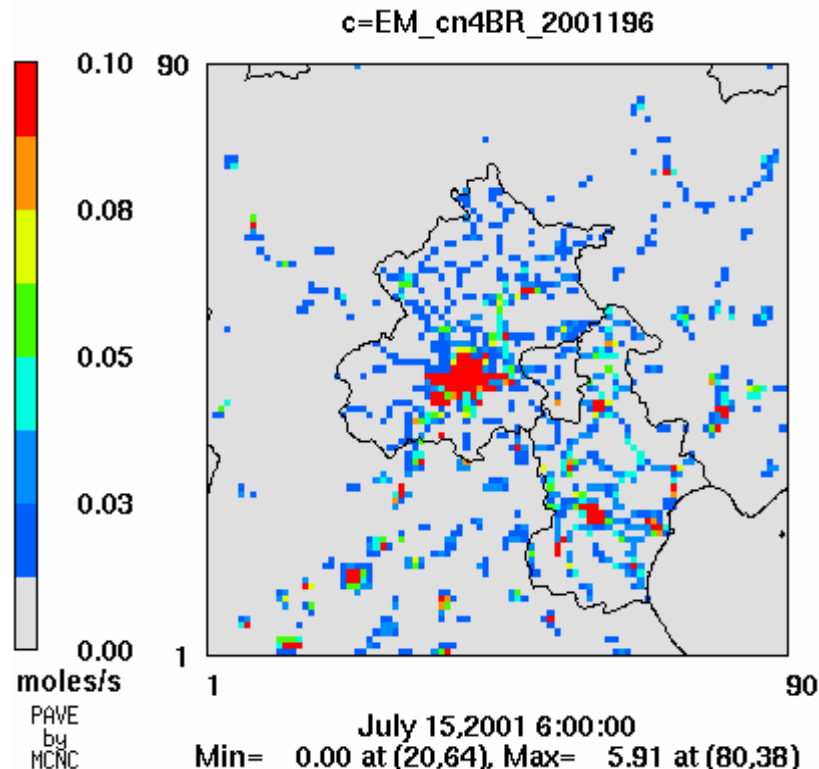 c=EM_cn4BR_2001196
0.10
0.08
0.05
0.03
0.00
moles/s
PAVE
by
MCNC
90
1
1
90
July 15,2001 6:00:00
Min= 0.00 at (20,64), Max= 5.91 at (80,38)